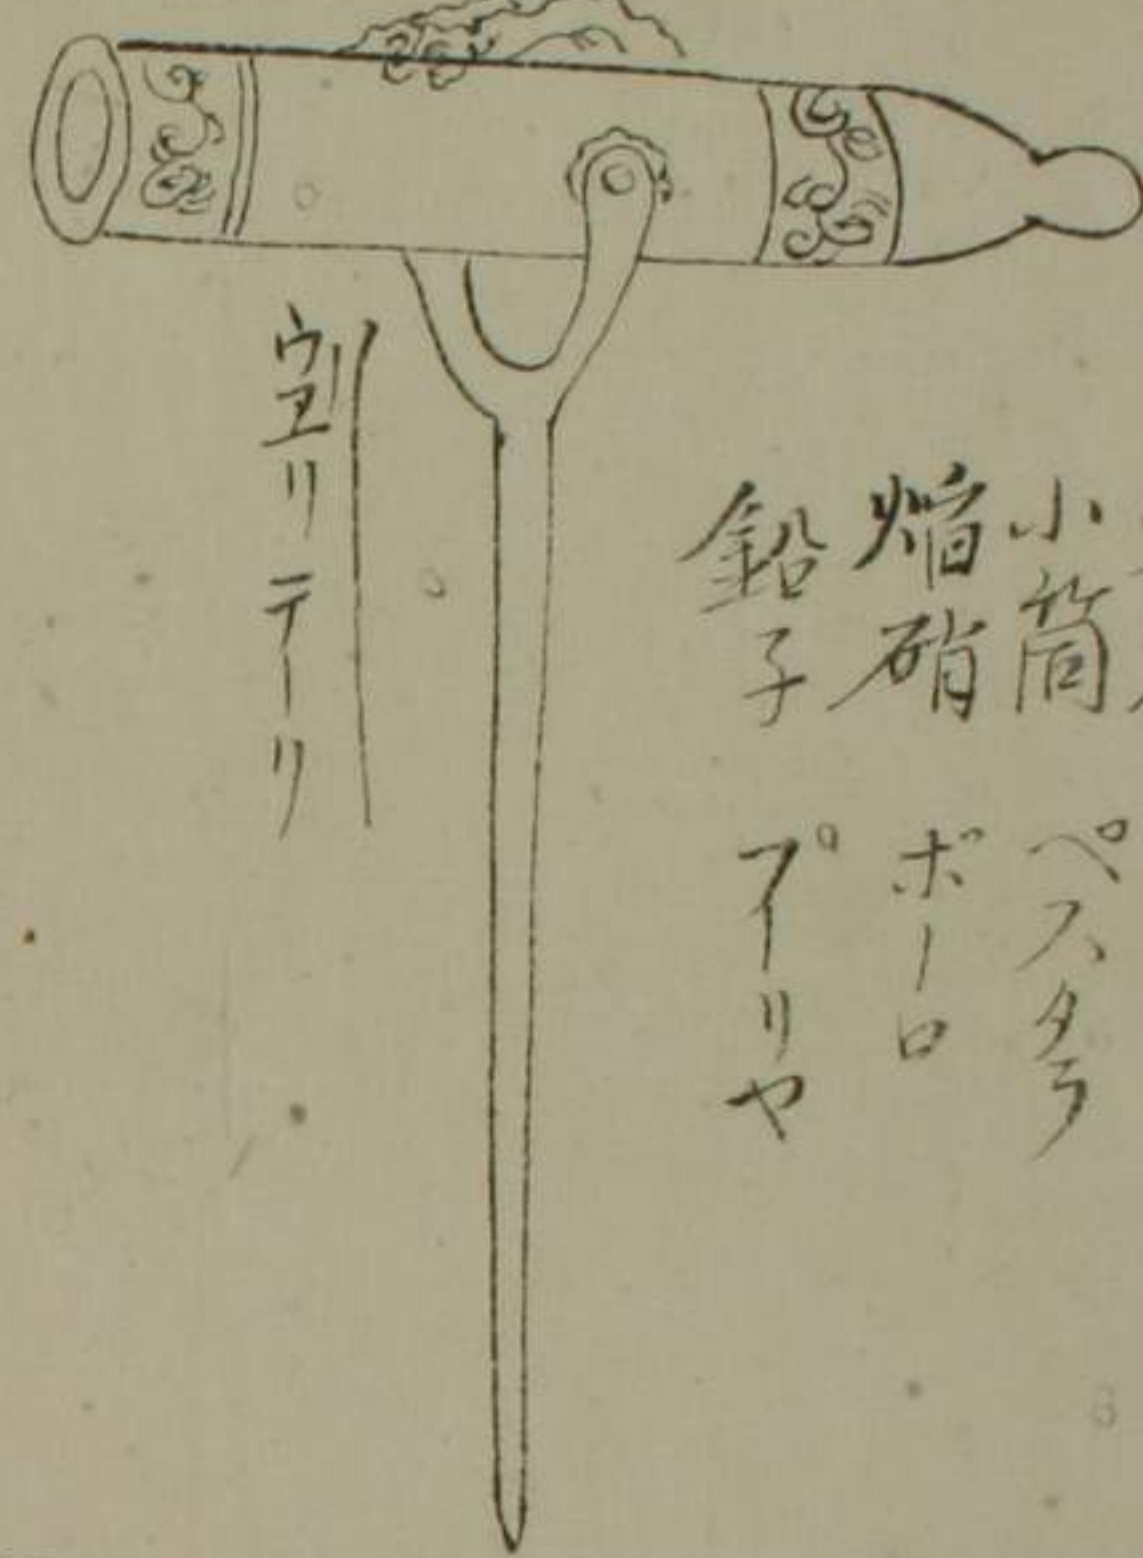 小筒　ペスタラ
焔硝　ボーロ
鉛子　プーリヤ
ウヱリテーリ